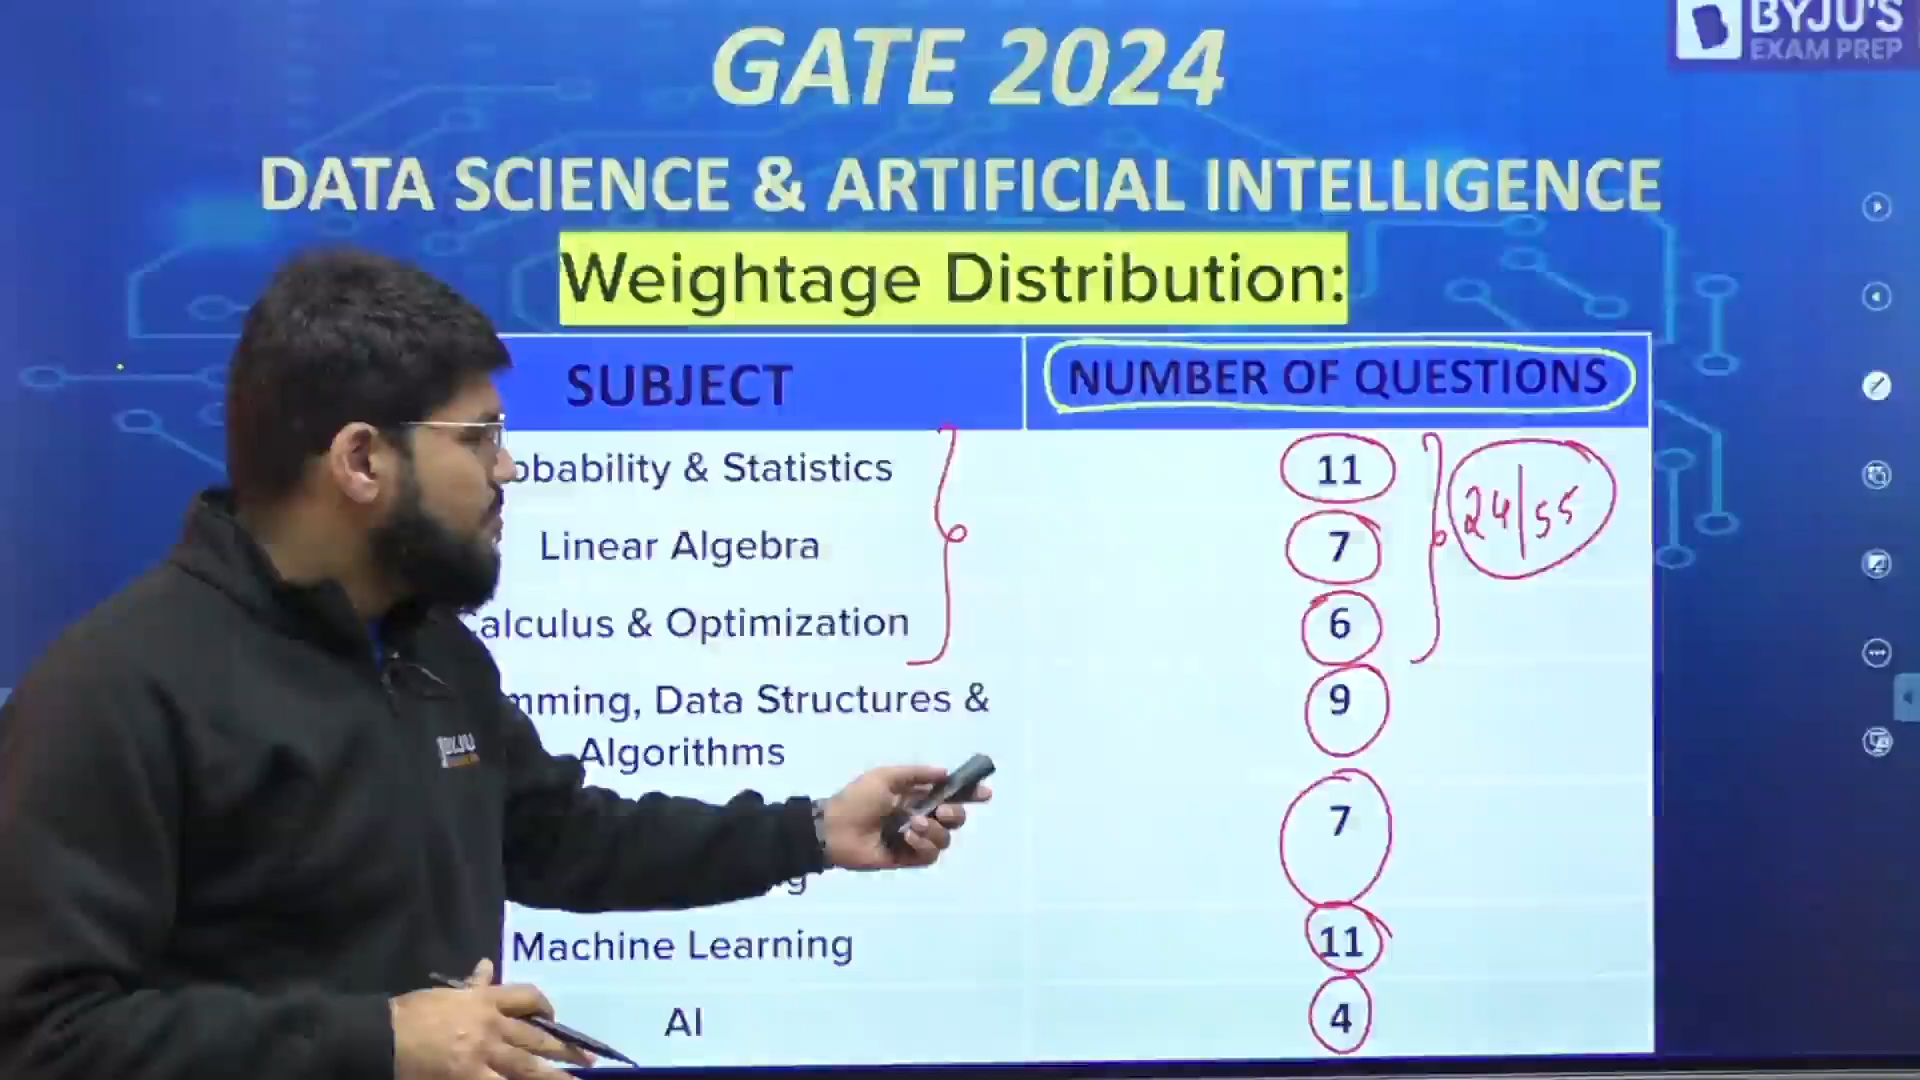 BYJU'S
EXAM PREP
GATE 2024
DATA SCIENCE & ARTIFICIAL INTELLIGENCE
Weightage Distribution:
SUBJECT NUMBER OF QUESTIONS
obability & Statistics 11
24/55
Linear Algebra 7
alculus & Optimization 6
mming, Data Structures & 9
Algorithms
7
g
Machine Learning 11
AI 4
BYJU